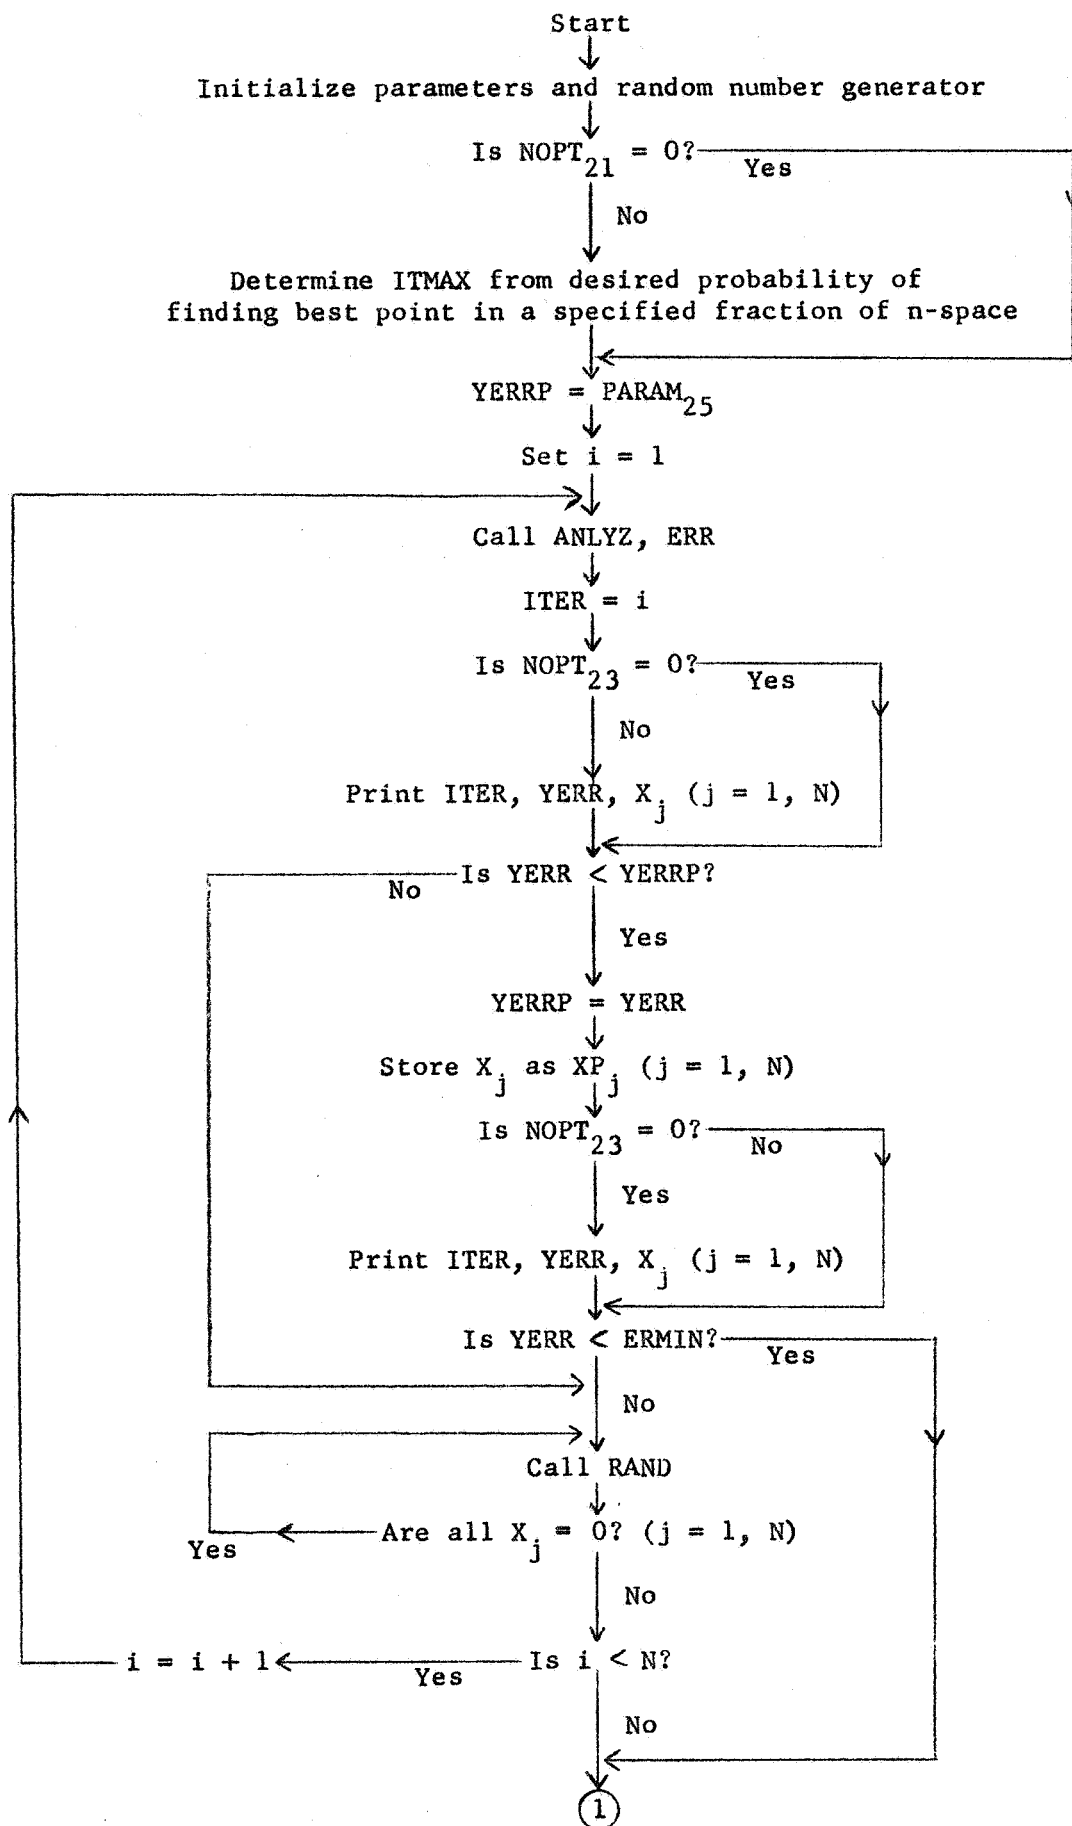 Start
Initialize parameters and random number generator
Is NOPT₂₁ = 0?
Yes
No
Determine ITMAX from desired probability of
finding best point in a specified fraction of n-space
YERRP = PARAM₂₅
Set i = 1
Call ANLYZ, ERR
ITER = i
Is NOPT₂₃ = 0?
Yes
No
Print ITER, YERR, Xⱼ (j = 1, N)
Is YERR < YERRP?
No
Yes
YERRP = YERR
Store Xⱼ as XPⱼ (j = 1, N)
Is NOPT₂₃ = 0?
No
Yes
Print ITER, YERR, Xⱼ (j = 1, N)
Is YERR < ERMIN?
Yes
No
Call RAND
Are all Xⱼ = 0? (j = 1, N)
Yes
No
i = i + 1
Yes
Is i < N?
No
1